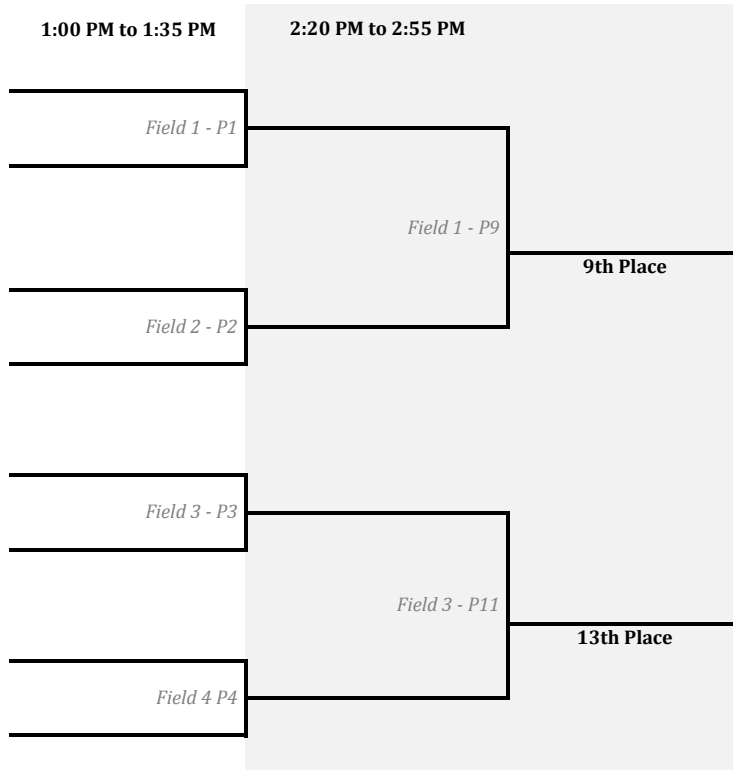 1:00 PM to 1:35 PM
2:20 PM to 2:55 PM
Field 1 - P1
Field 1 - P9
9th Place
Field 2 - P2
Field 3 - P3
Field 3 - P11
13th Place
Field 4 P4